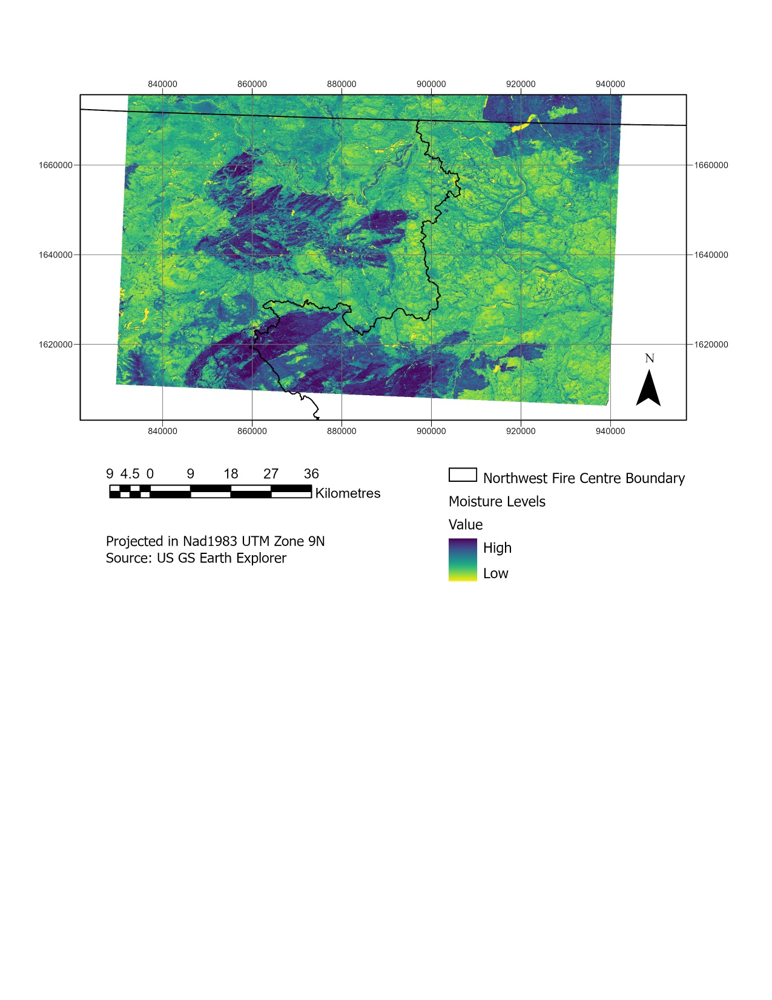 840000 860000 880000 900000 920000 940000
1660000 1660000
1640000 1640000
1620000 1620000
N
840000 860000 880000 900000 920000 940000
9 4.5 0 9 18 27 36
Kilometres
Northwest Fire Centre Boundary
Moisture Levels
Value
High
Low
Projected in Nad1983 UTM Zone 9N
Source: US GS Earth Explorer